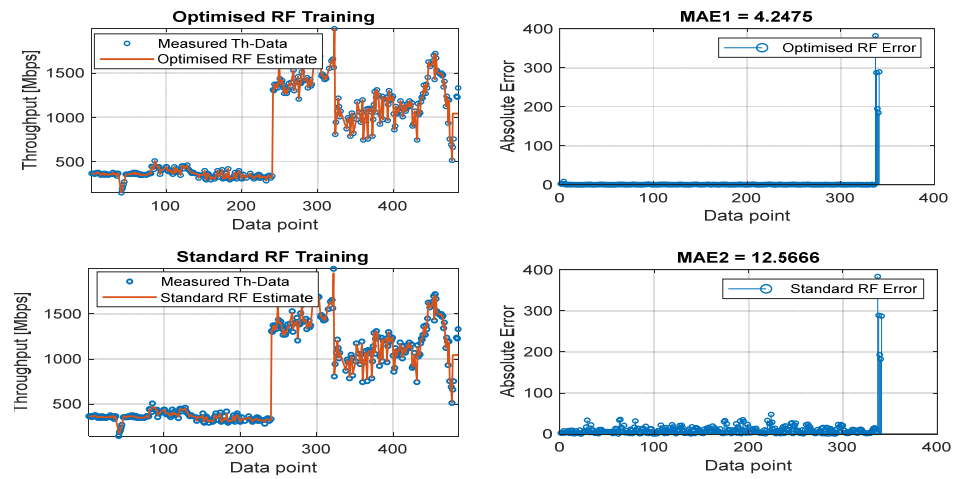 Optimised RF Training
Throughput [Mbps]
1500
1000
500
Measured Th-Data
Optimised RF Estimate
100 200 300 400
Data point
MAE1 = 4.2475
Absolute Error
400
300
200
100
0
Optimised RF Error
0 100 200 300 400
Data point
Standard RF Training
Throughput [Mbps]
1500
1000
500
Measured Th-Data
Standard RF Estimate
100 200 300 400
Data point
MAE2 = 12.5666
Absolute Error
400
300
200
100
0
Standard RF Error
0 100 200 300 400
Data point